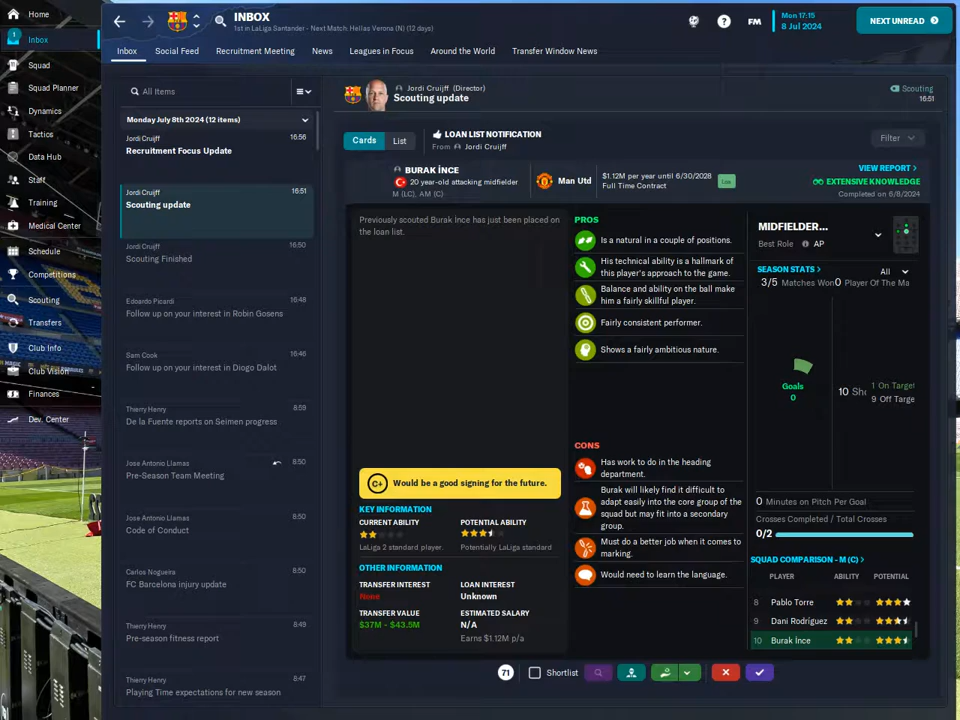 Home
Inbox
Squad
Squad Planner
Dynamics
Tactics
Data Hub
Staff
Training
Medical Center
Schedule
Competitions
Scouting
Transfers
Club Info
Club Vision
Finances
Dev. Center
INBOX
1st in LaLiga Santander - Next Match: Hellas Verona (N) (12 days)
FM
Mon 17:15
8 Jul 2024
NEXT UNREAD
Inbox
Social Feed
Recruitment Meeting
News
Leagues in Focus
Around the World
Transfer Window News
All Items
Monday July 8th 2024 (12 items)
Jordi Cruijff 16:56
Recruitment Focus Update
Jordi Cruijff 16:51
Scouting update
Jordi Cruijff 16:50
Scouting Finished
Edoardo Picardi 16:48
Follow up on your interest in Robin Gosens
Sam Cook 16:46
Follow up on your interest in Diogo Dalot
Thierry Henry 8:59
De la Fuente reports on Seimen progress
Jose Antonio Llamas 8:50
Pre-Season Team Meeting
Jose Antonio Llamas 8:50
Code of Conduct
Carlos Nogueira 8:50
FC Barcelona injury update
Thierry Henry 8:49
Pre-season fitness report
Thierry Henry 8:47
Playing Time expectations for new season
Jordi Cruijff (Director)
Scouting update
Scouting
16:51
Cards
List
LOAN LIST NOTIFICATION
From Jordi Cruijff
Filter
BURAK İNCE
20 year-old attacking midfielder
M (LC), AM (C)
Man Utd
$1.12M per year until 6/30/2028
Full Time Contract
VIEW REPORT >
EXTENSIVE KNOWLEDGE
Completed on 6/8/2024
Previously scouted Burak İnce has just been placed
on the loan list.
C+
Would be a good signing for the future.
KEY INFORMATION
CURRENT ABILITY
LaLiga 2 standard player.
POTENTIAL ABILITY
Potentially LaLiga standard
OTHER INFORMATION
TRANSFER INTEREST
None
LOAN INTEREST
Unknown
TRANSFER VALUE
$37M - $43.5M
ESTIMATED SALARY
N/A
Earns $1.12M p/a
PROS
Is a natural in a couple of positions.
His technical ability is a hallmark of
this player's approach to the game.
Balance and ability on the ball make
him a fairly skillful player.
Fairly consistent performer.
Shows a fairly ambitious nature.
CONS
Has work to do in the heading
department.
Burak will likely find it difficult to
adapt easily into the core group of
the squad but may fit into a secondary
group.
Must do a better job when it comes to
marking.
Would need to learn the language.
MIDFIELDER...
Best Role AP
SEASON STATS >
All
3/5 Matches Won
0 Player Of The Ma
Goals
0
10 Sho
1 On Target
9 Off Targe
0 Minutes on Pitch Per Goal
Crosses Completed / Total Crosses
0/2
SQUAD COMPARISON - M (C) >
PLAYER ABILITY POTENTIAL
8 Pablo Torre
9 Dani Rodríguez
10 Burak İnce
71
Shortlist